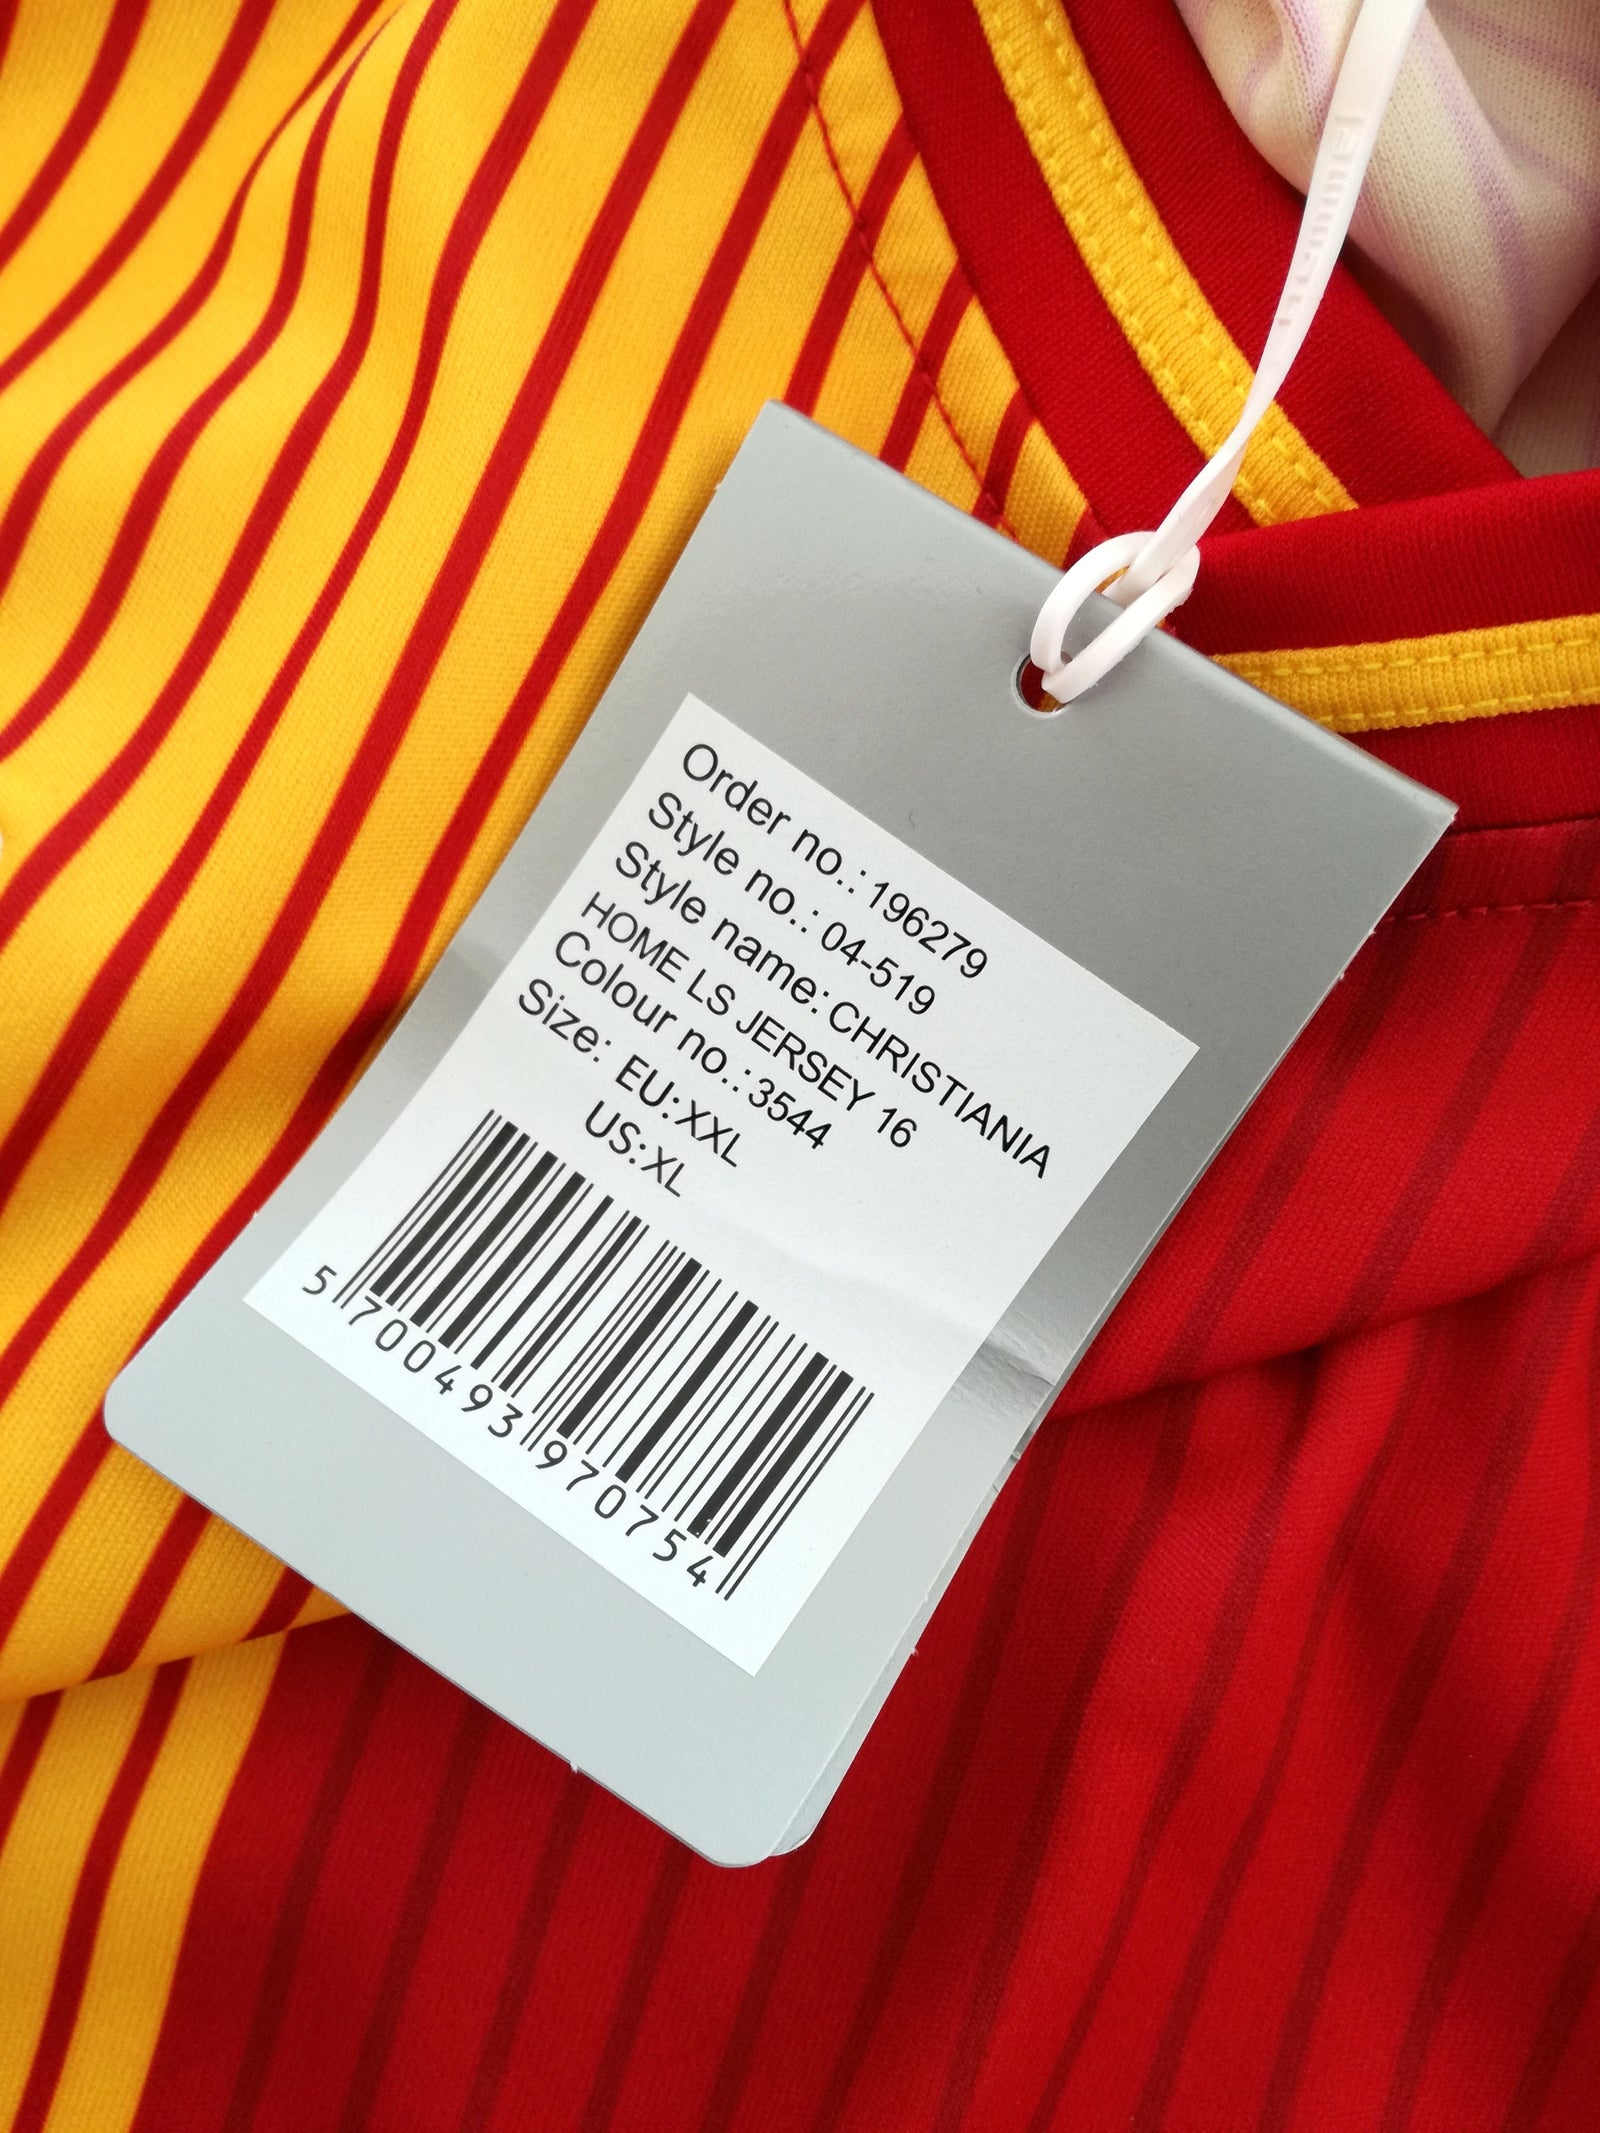 hummel
Order no.: 196279
Style no.: 04-519
Style name: CHRISTIANIA
HOME LS JERSEY 16
Colour no.: 3544
Size: EU: XXL
US: XL
5 700493 970754